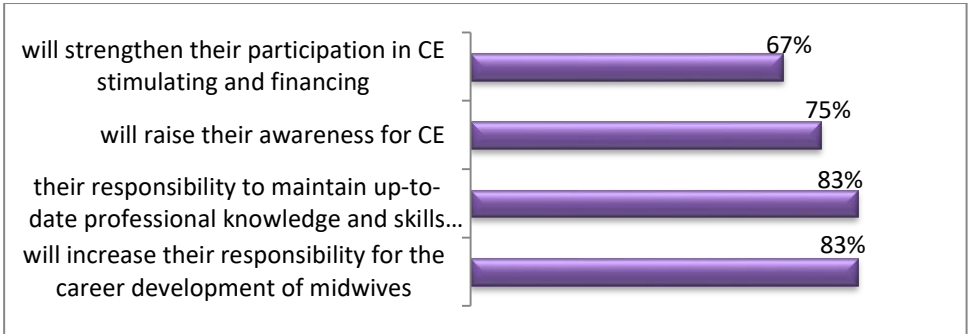 will strengthen their participation in CE
stimulating and financing
67%
will raise their awareness for CE
75%
their responsibility to maintain up-to-
date professional knowledge and skills...
83%
will increase their responsibility for the
career development of midwives
83%